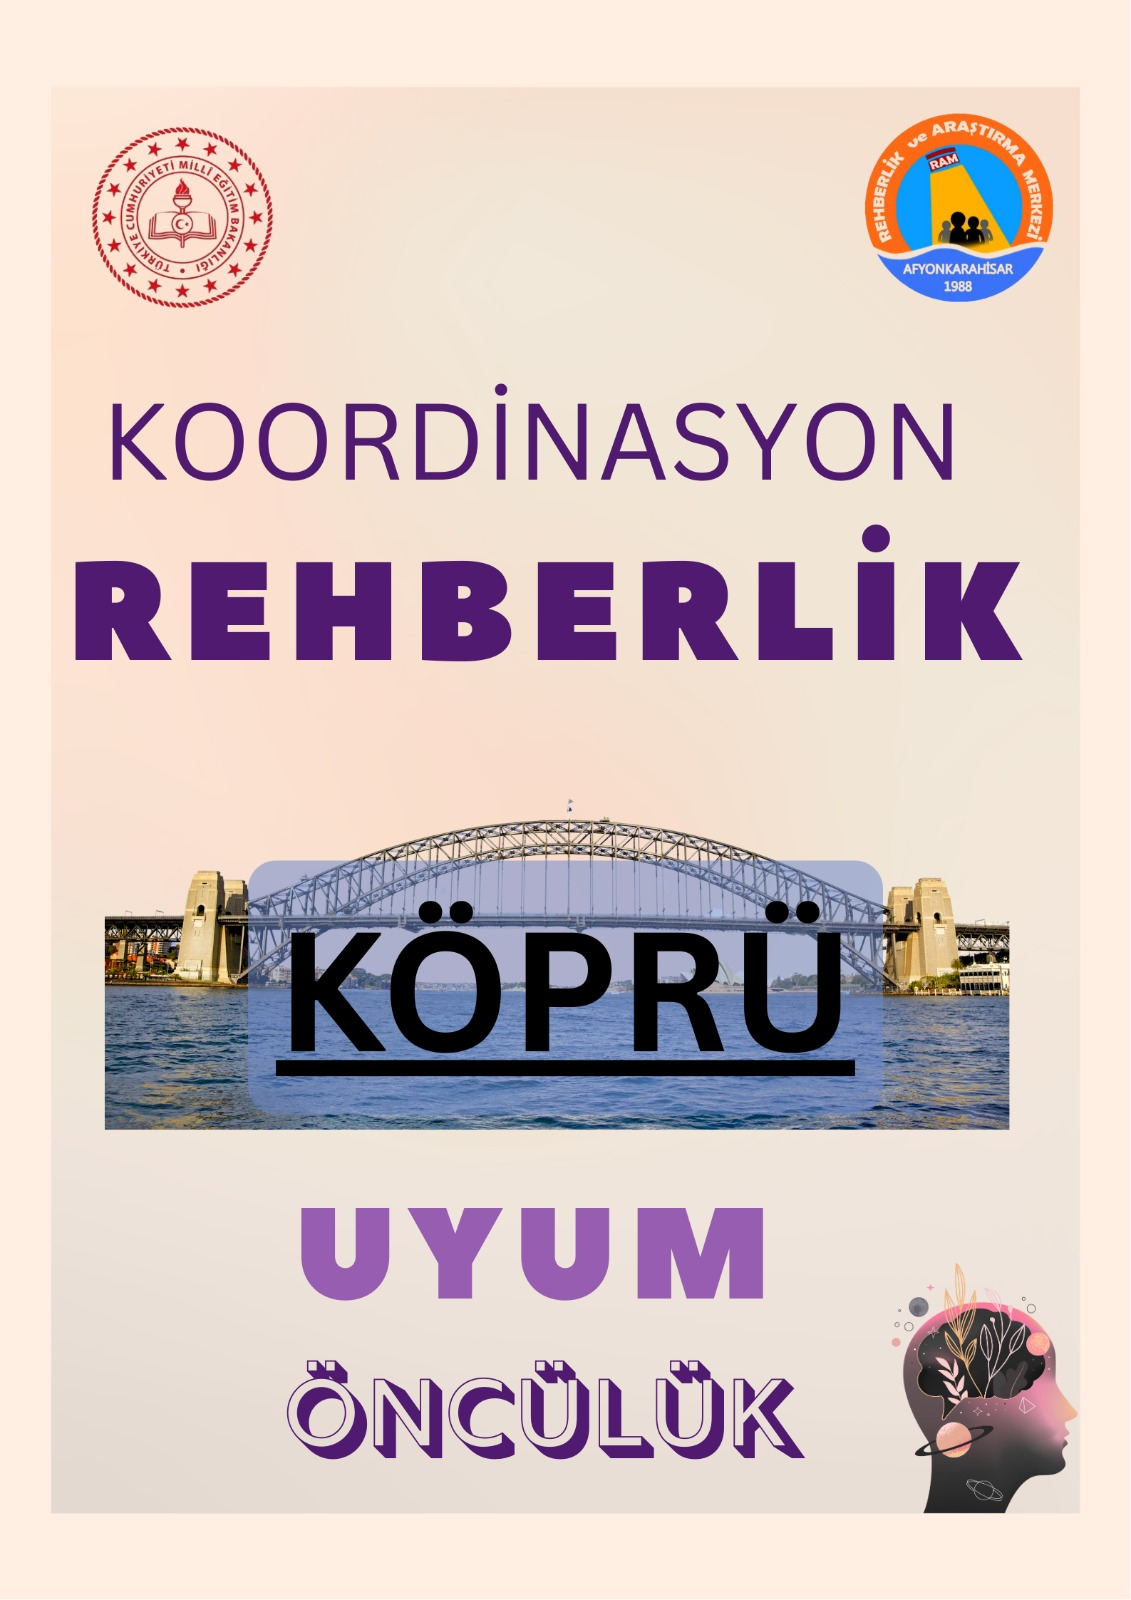 TÜRKİYE CUMHURİYETİ MİLLİ EĞİTİM BAKANLIĞI
REHBERLİK ve ARAŞTIRMA MERKEZİ
RAM
AFYONKARAHİSAR
1988
KOORDİNASYON
REHBERLİK
KÖPRÜ
UYUM
ÖNCÜLÜK